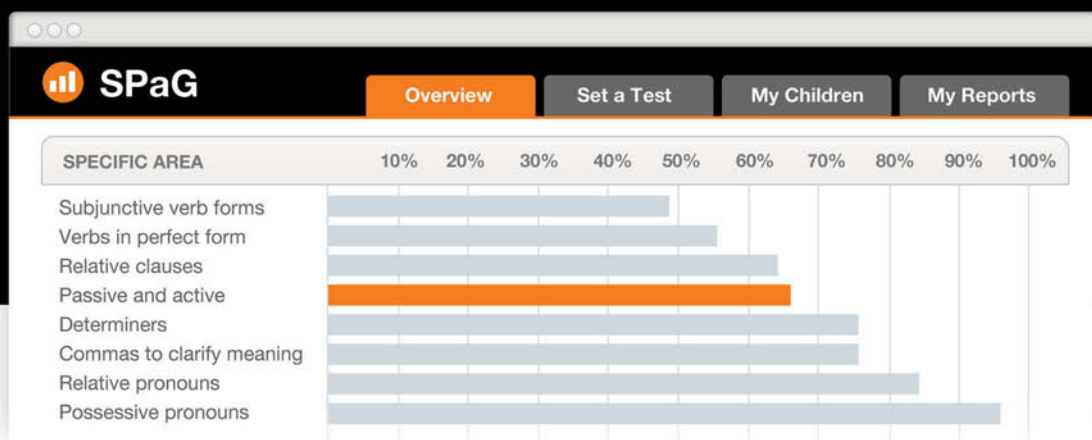 SPaG
Overview Set a Test My Children My Reports
SPECIFIC AREA 10% 20% 30% 40% 50% 60% 70% 80% 90% 100%
Subjunctive verb forms
Verbs in perfect form
Relative clauses
Passive and active
Determiners
Commas to clarify meaning
Relative pronouns
Possessive pronouns